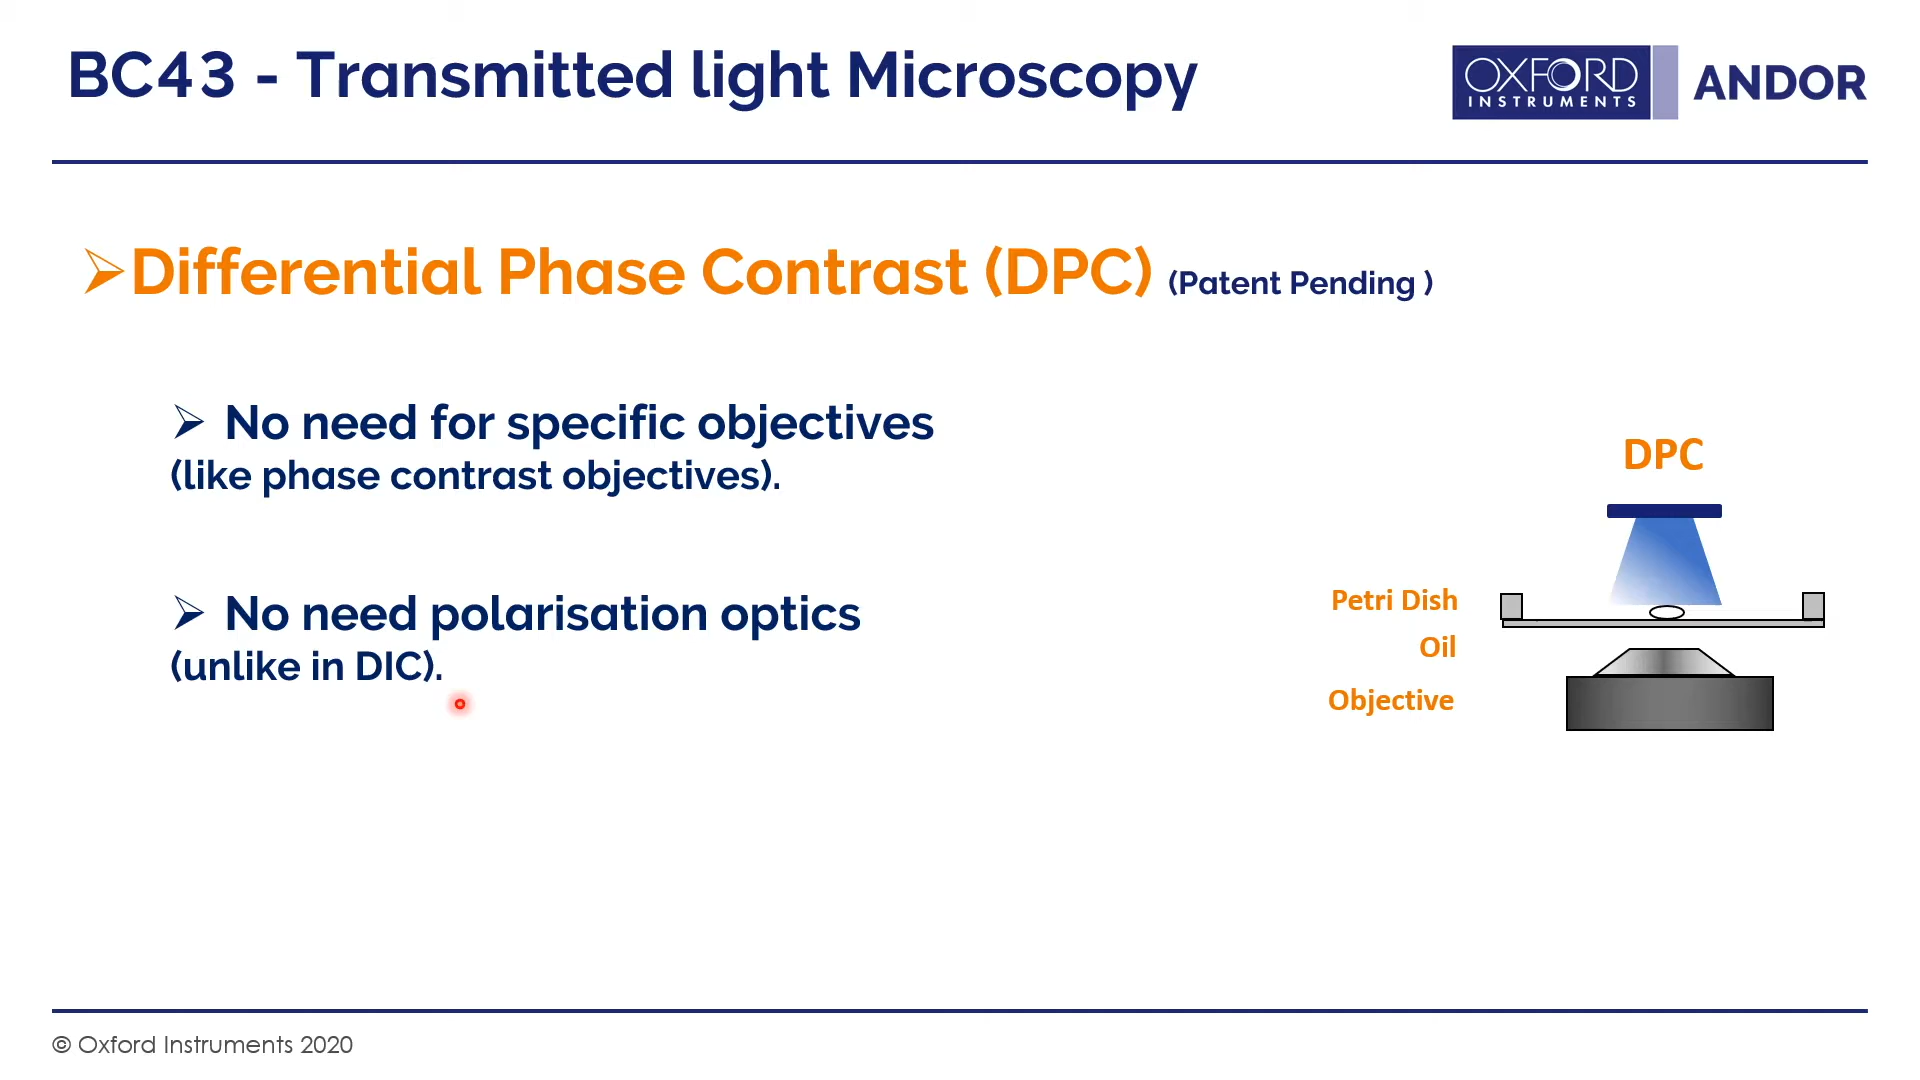 BC43 - Transmitted light Microscopy
OXFORD
INSTRUMENTS
ANDOR
➢Differential Phase Contrast (DPC) (Patent Pending )
➢ No need for specific objectives
(like phase contrast objectives).
➢ No need polarisation optics
(unlike in DIC).
DPC
Petri Dish
Oil
Objective
© Oxford Instruments 2020